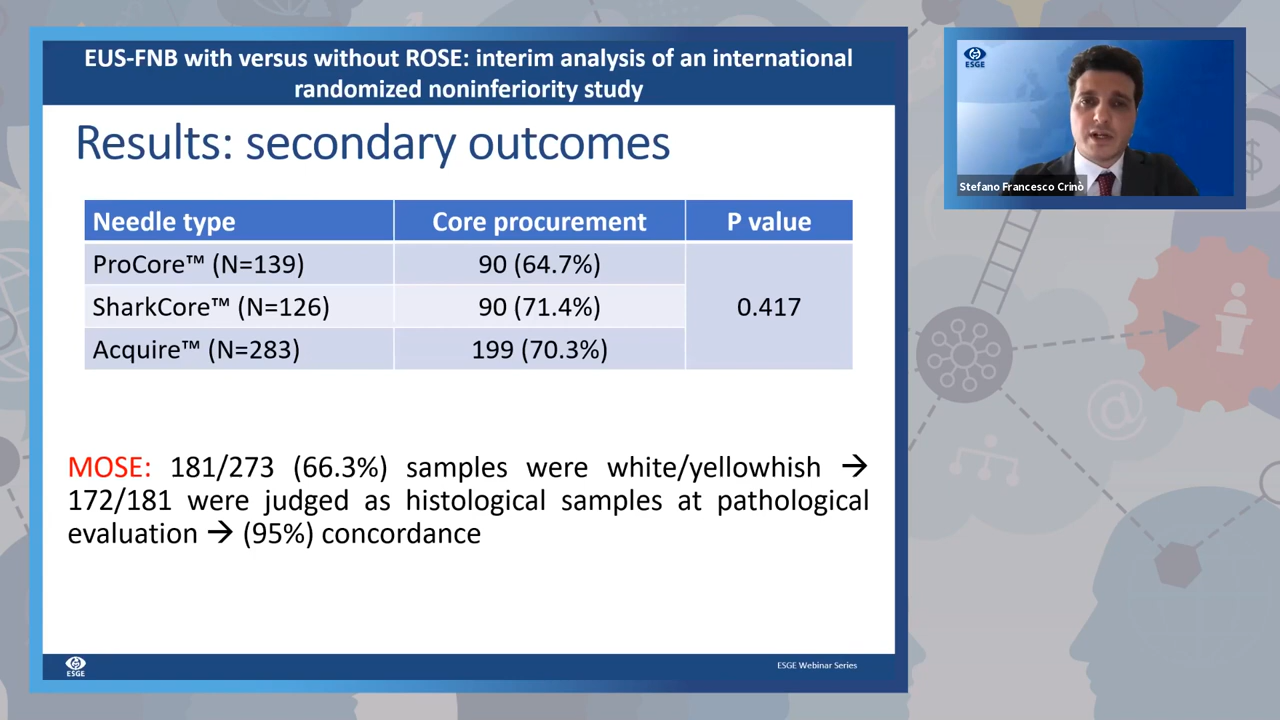 EUS-FNB with versus without ROSE: interim analysis of an international
randomized noninferiority study
ESGE
Stefano Francesco Crinò
Results: secondary outcomes
Needle type Core procurement P value
ProCore™ (N=139) 90 (64.7%)
SharkCore™ (N=126) 90 (71.4%) 0.417
Acquire™ (N=283) 199 (70.3%)
MOSE: 181/273 (66.3%) samples were white/yellowhish →
172/181 were judged as histological samples at pathological
evaluation → (95%) concordance
ESGE
ESGE Webinar Series